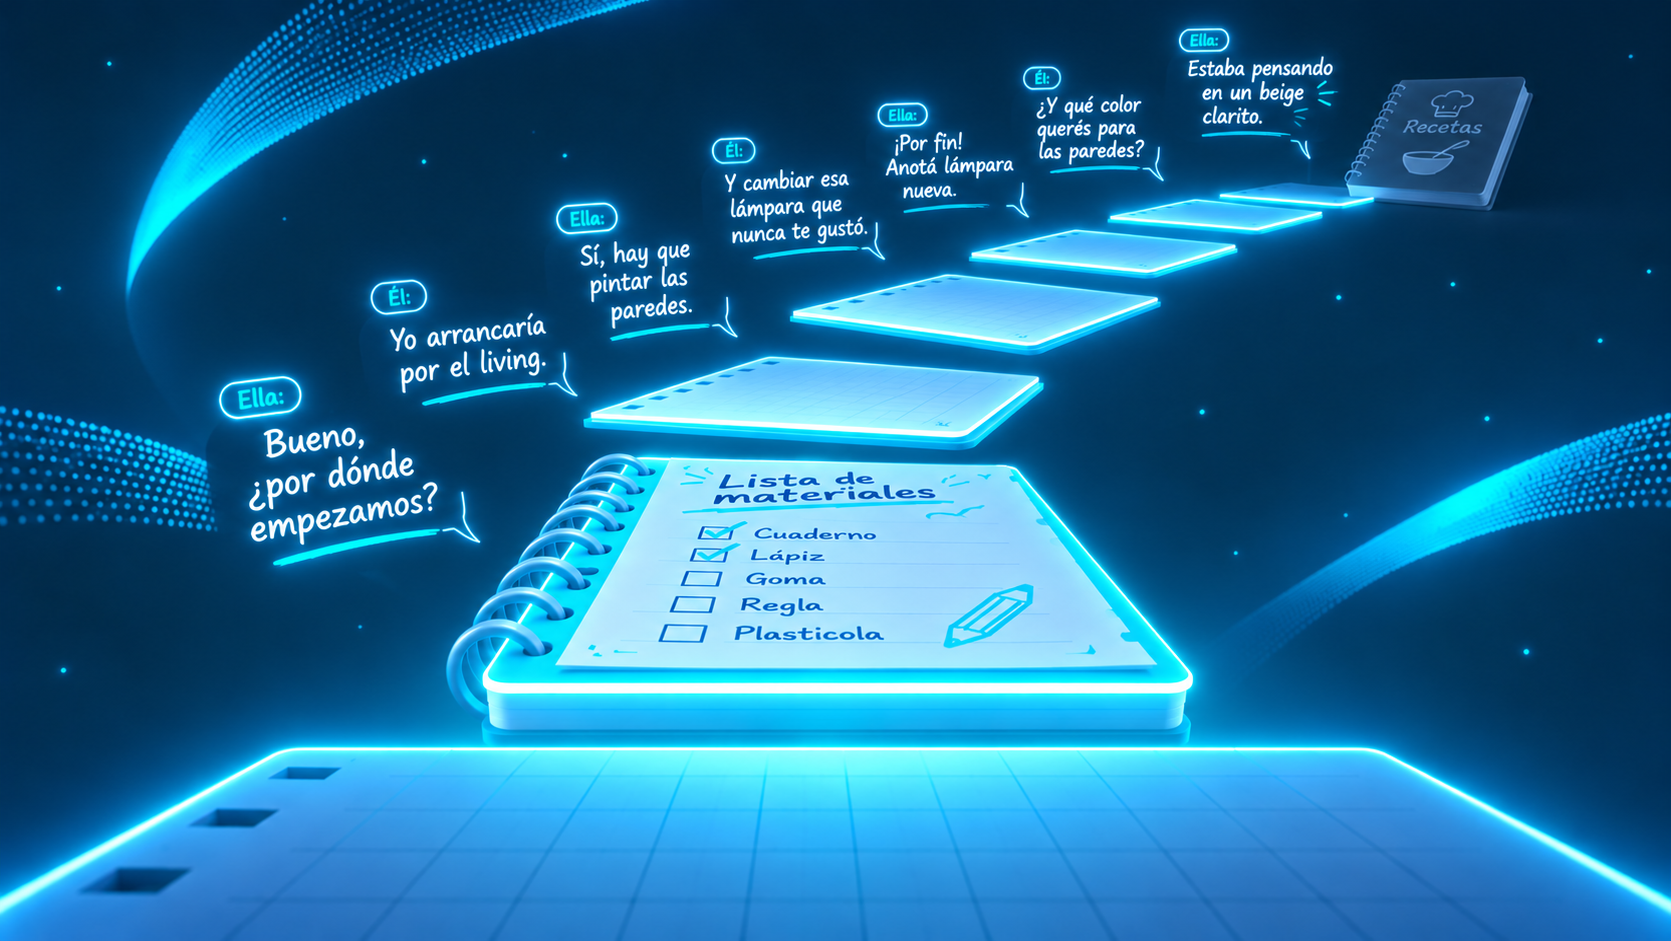 Ella:
Bueno,
¿por dónde
empezamos?
Él:
Yo arrancaría
por el living.
Ella:
Sí, hay que
pintar las
paredes.
Él:
Y cambiar esa
lámpara que
nunca te gustó.
Ella:
¡Por fin!
Anotá lámpara
nueva.
Él:
¿Y qué color
querés para
las paredes?
Ella:
Estaba pensando
en un beige
clarito.
Recetas
Lista de
materiales
Cuaderno
Lápiz
Goma
Regla
Plasticola